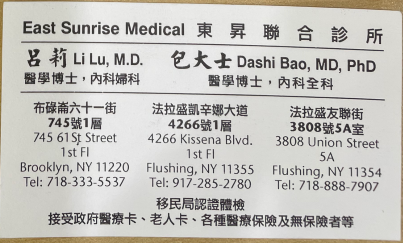 East Sunrise Medical 東昇聯合診所
呂莉 Li Lu, M.D. 包大士 Dashi Bao, MD, PhD
醫學博士，內科婦科 醫學博士，內科全科
布碌崙六十一街
745號1層
745 61St Street
1st Fl
Brooklyn, NY 11220
Tel: 718-333-5537
法拉盛凱辛娜大道
4266號1層
4266 Kissena Blvd.
1st Fl
Flushing, NY 11355
Tel: 917-285-2780
法拉盛友聯街
3808號5A室
3808 Union Street
5A
Flushing, NY 11354
Tel: 718-888-7907
移民局認證體檢
接受政府醫療卡、老人卡、各種醫療保險及無保險者等